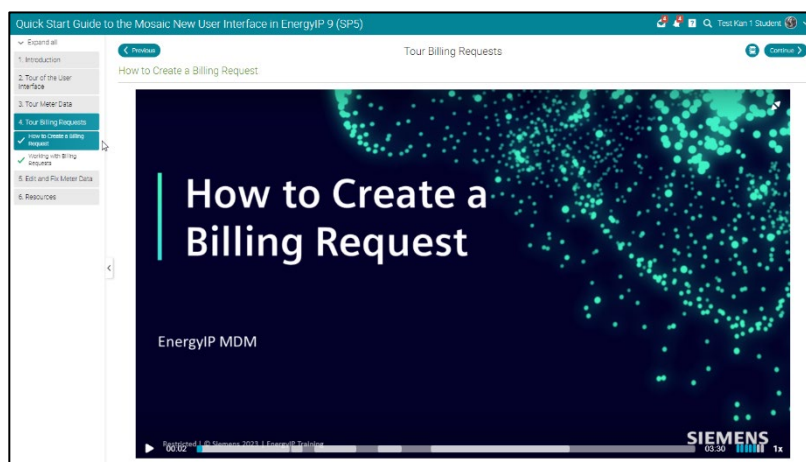 Quick Start Guide to the Mosaic New User Interface in EnergyIP 9 (SP5)
Test Kan 1 Student
Expand all
1. Introduction
2. Tour of the User
Interface
3. Tour Meter Data
4. Tour Billing Requests
How to Create a Billing
Request
Working with Billing
Requests
5. Edit and Fix Meter Data
6. Resources
Previous
Tour Billing Requests
Continue
How to Create a Billing Request
How to Create a
Billing Request
EnergyIP MDM
Restricted | © Siemens 2023 | EnergyIP Training
SIEMENS
00:02
03:30
1x